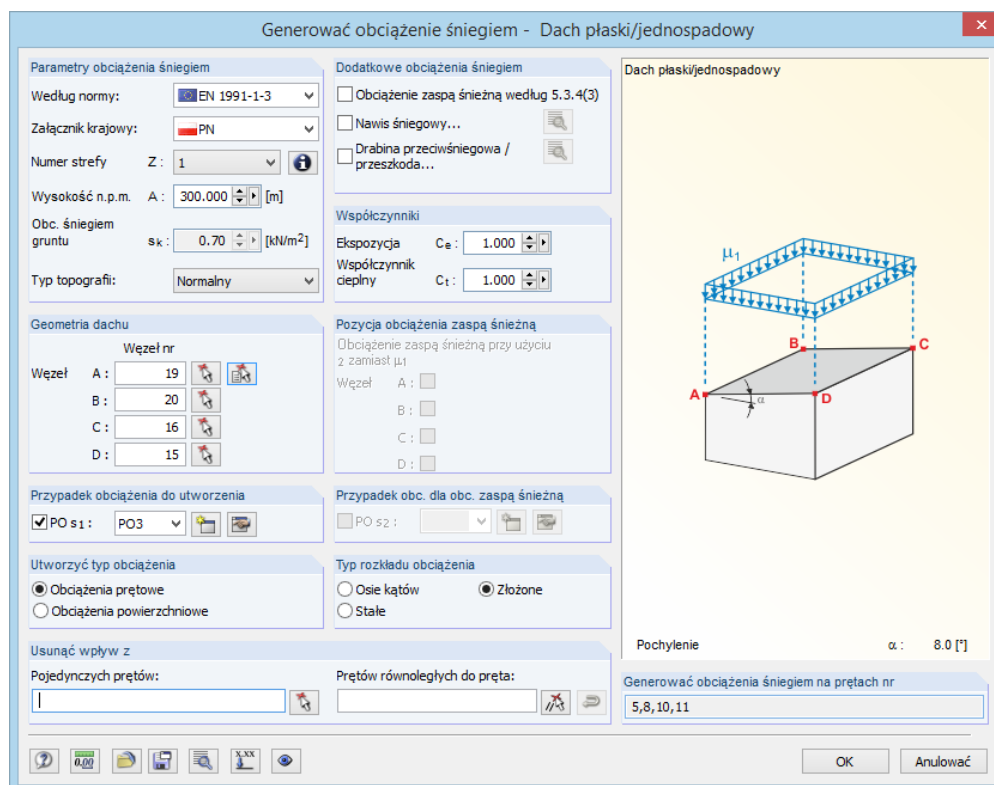 Generować obciążenie śniegiem - Dach płaski/jednospadowy
Parametry obciążenia śniegiem
Według normy:
EN 1991-1-3
Załącznik krajowy:
PN
Numer strefy Z : 1
Wysokość n.p.m. A : 300.000 [m]
Obc. śniegiem
gruntu sk : 0.70 [kN/m2]
Typ topografii: Normalny
Dodatkowe obciążenia śniegiem
Obciążenie zaspą śnieżną według 5.3.4(3)
Nawis śniegowy...
Drabina przeciwśniegowa /
przeszkoda...
Współczynniki
Ekspozycja Ce : 1.000
Współczynnik
cieplny Ct : 1.000
Geometria dachu
Węzeł nr
Węzeł A : 19
B : 20
C : 16
D : 15
Pozycja obciążenia zaspą śnieżną
Obciążenie zaspą śnieżną przy użyciu
2 zamiast μ1
Węzeł A :
B :
C :
D :
Przypadek obciążenia do utworzenia
PO s1 : PO3
Przypadek obc. dla obc. zaspą śnieżną
PO s2 :
Utworzyć typ obciążenia
Obciążenia prętowe
Obciążenia powierzchniowe
Typ rozkładu obciążenia
Osie kątów
Złożone
Stałe
Usunąć wpływ z
Pojedynczych prętów:
Prętów równoległych do pręta:
Dach płaski/jednospadowy
μ1
B
C
A
α
D
Pochylenie α : 8.0 [°]
Generować obciążenia śniegiem na prętach nr
5,8,10,11
0.00
X.XX
OK
Anulować